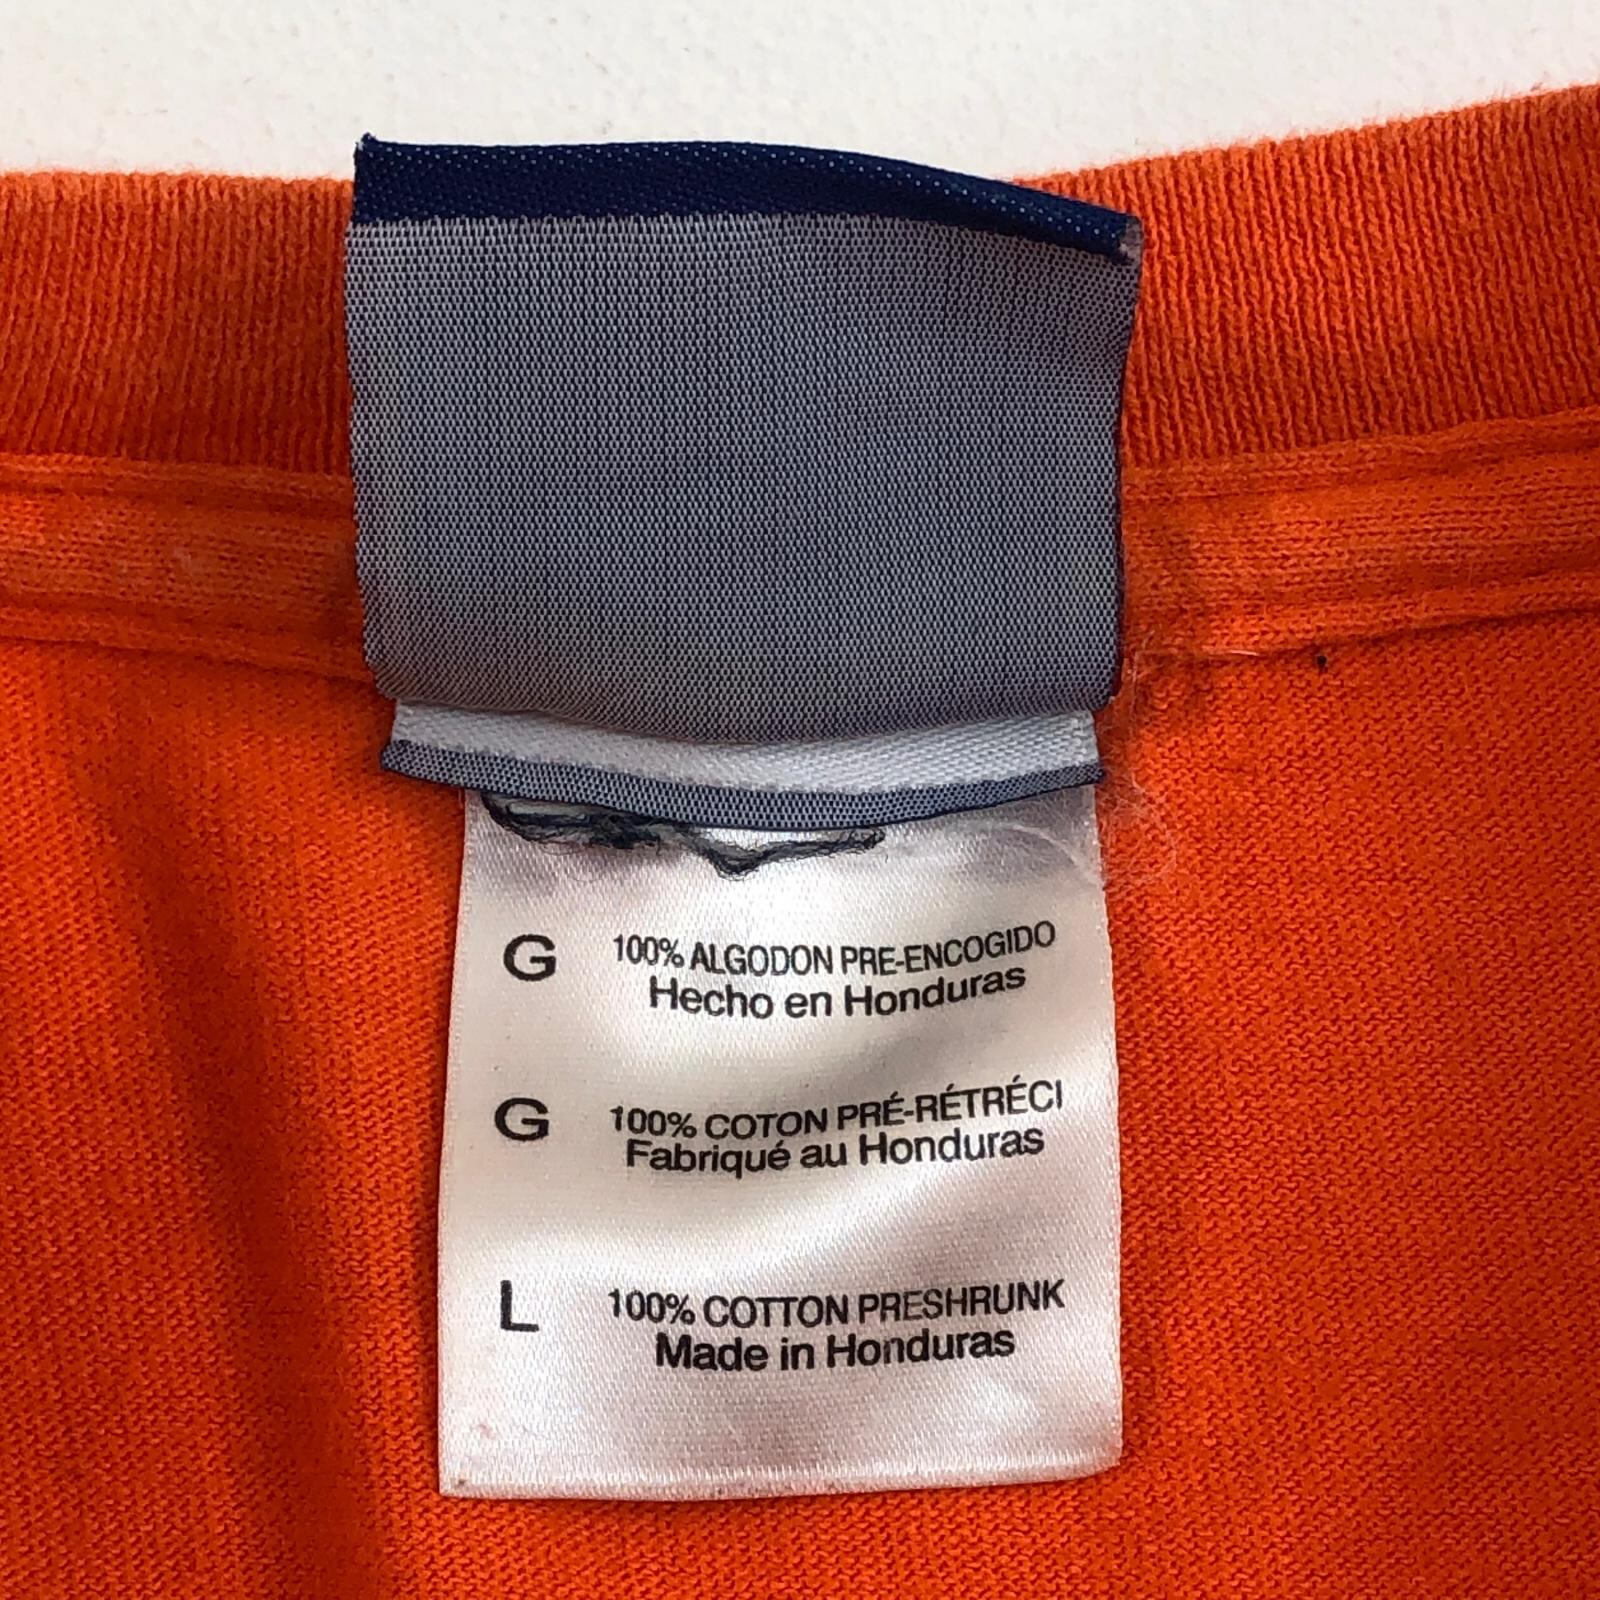 G 100% ALGODON PRE-ENCOGIDO
Hecho en Honduras
G 100% COTON PRÉ-RÉTRÉCI
Fabriqué au Honduras
L 100% COTTON PRESHRUNK
Made in Honduras